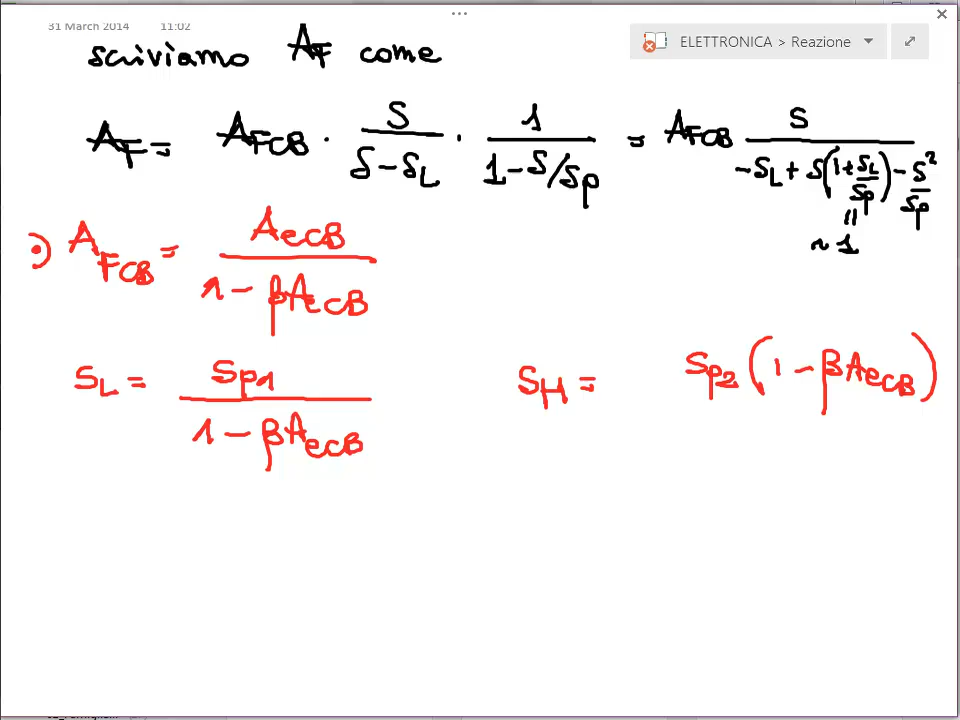 31 March 2014 11:02
ELETTRONICA > Reazione
scriviamo A_F come
A_F = A_FCB · S/(S - S_L) · 1/(1 - S/S_p) = A_FCB S/(-S_L + S(1 + S_L/S_p) - S²/S_p)
"
~ 1
•) A_FCB = A_eCB/(1 - βA_eCB)
S_L = S_p1/(1 - βA_eCB) S_H = S_p2 (1 - βA_eCB)